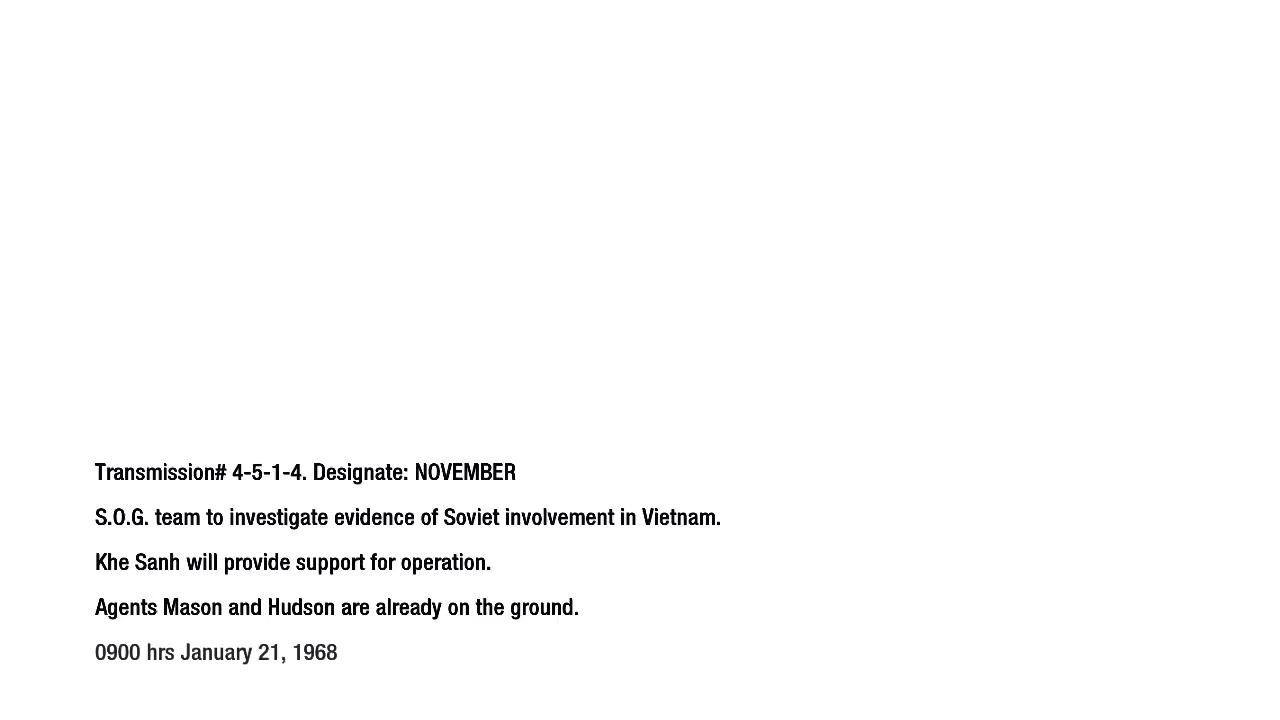 Transmission# 4-5-1-4. Designate: NOVEMBER
S.O.G. team to investigate evidence of Soviet involvement in Vietnam.
Khe Sanh will provide support for operation.
Agents Mason and Hudson are already on the ground.
0900 hrs January 21, 1968